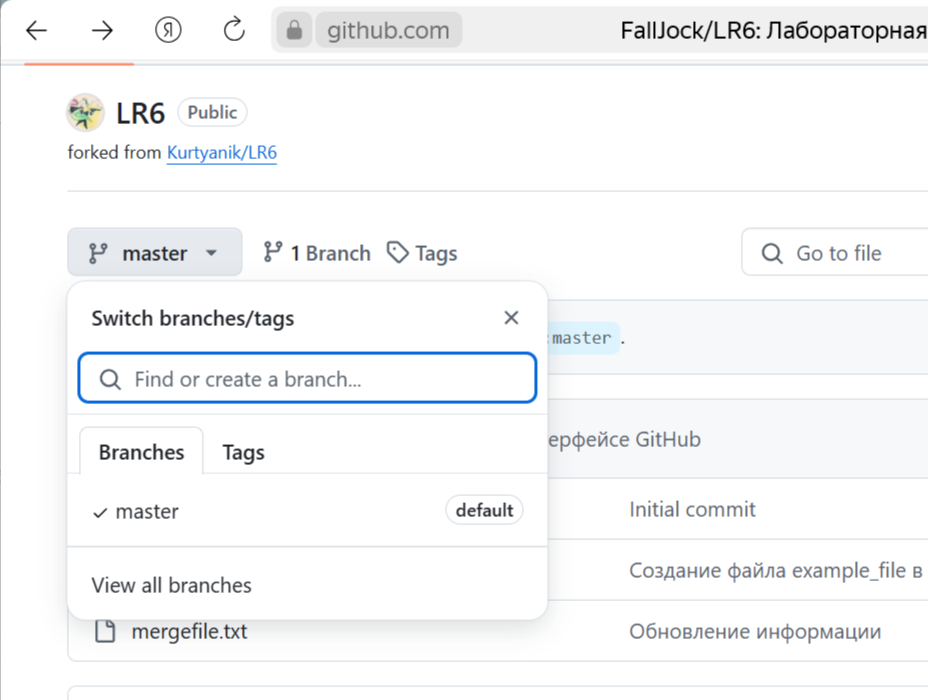 Я github.com FallJock/LR6: Лабораторная
LR6 Public
forked from Kurtyanik/LR6
master 1 Branch Tags Go to file
Switch branches/tags
:master .
Find or create a branch...
Branches Tags
ерфейсе GitHub
master default
Initial commit
View all branches
Создание файла example_file в
mergefile.txt Обновление информации